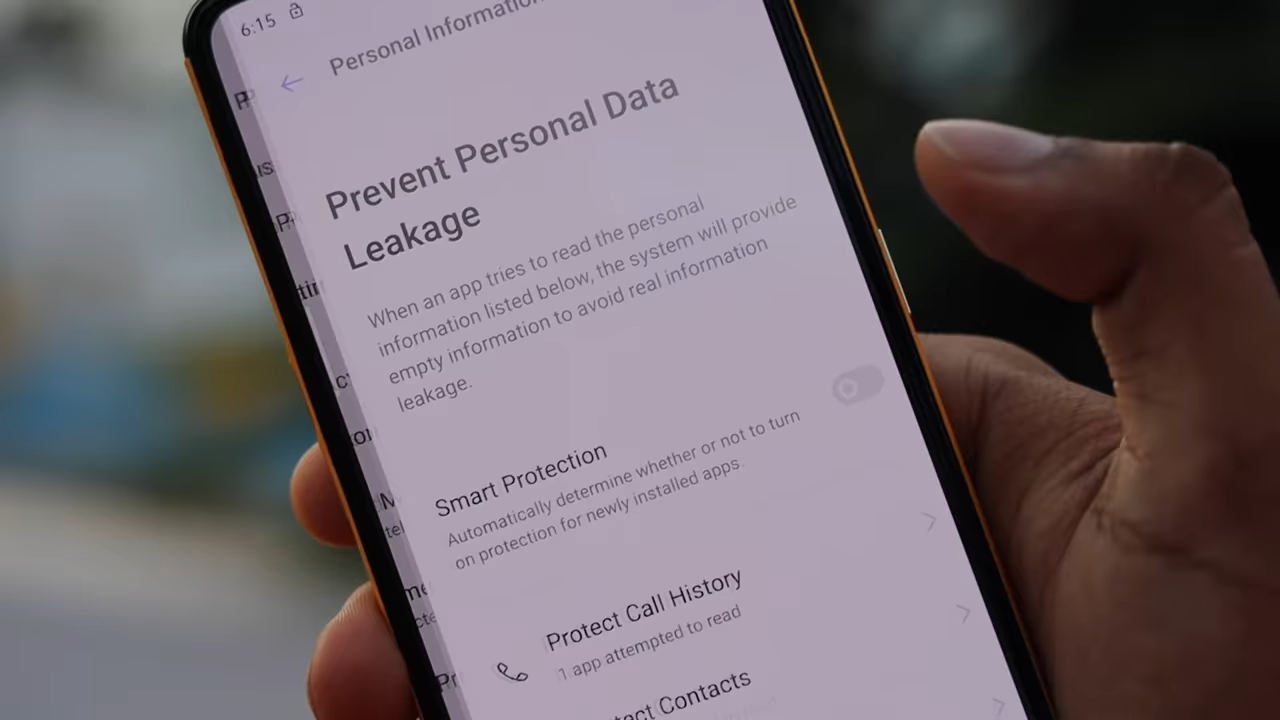 6:15
Personal Information
Prevent Personal Data
Leakage
When an app tries to read the personal
information listed below, the system will provide
empty information to avoid real information
leakage.
Smart Protection
Automatically determine whether or not to turn
on protection for newly installed apps.
Protect Call History
1 app attempted to read
tect Contacts